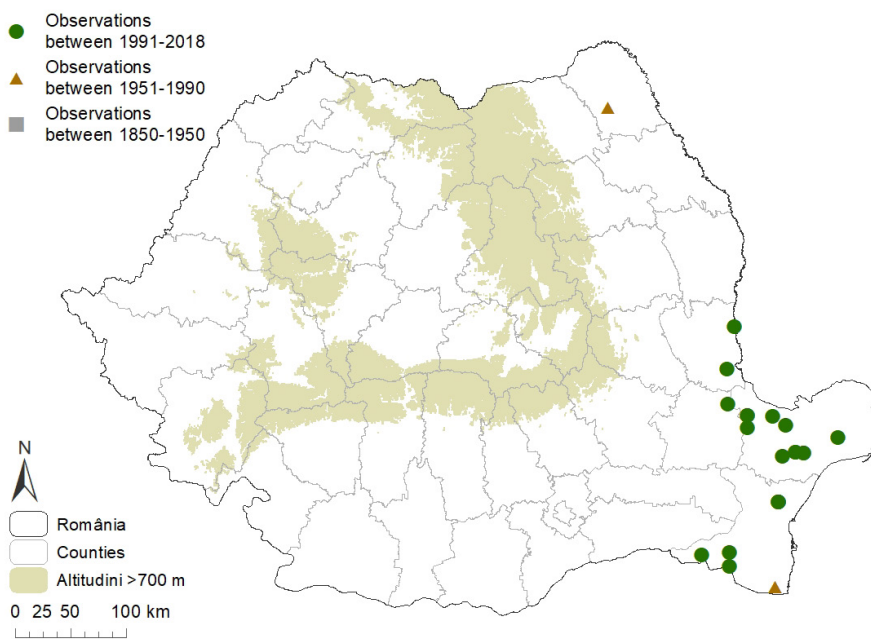 Observations
between 1991-2018
Observations
between 1951-1990
Observations
between 1850-1950
N
România
Counties
Altitudini >700 m
0 25 50 100 km